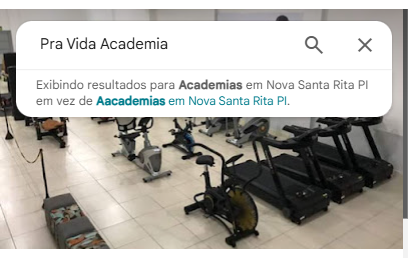 Pra Vida Academia
Exibindo resultados para Academias em Nova Santa Rita PI
em vez de Aacademias em Nova Santa Rita PI.